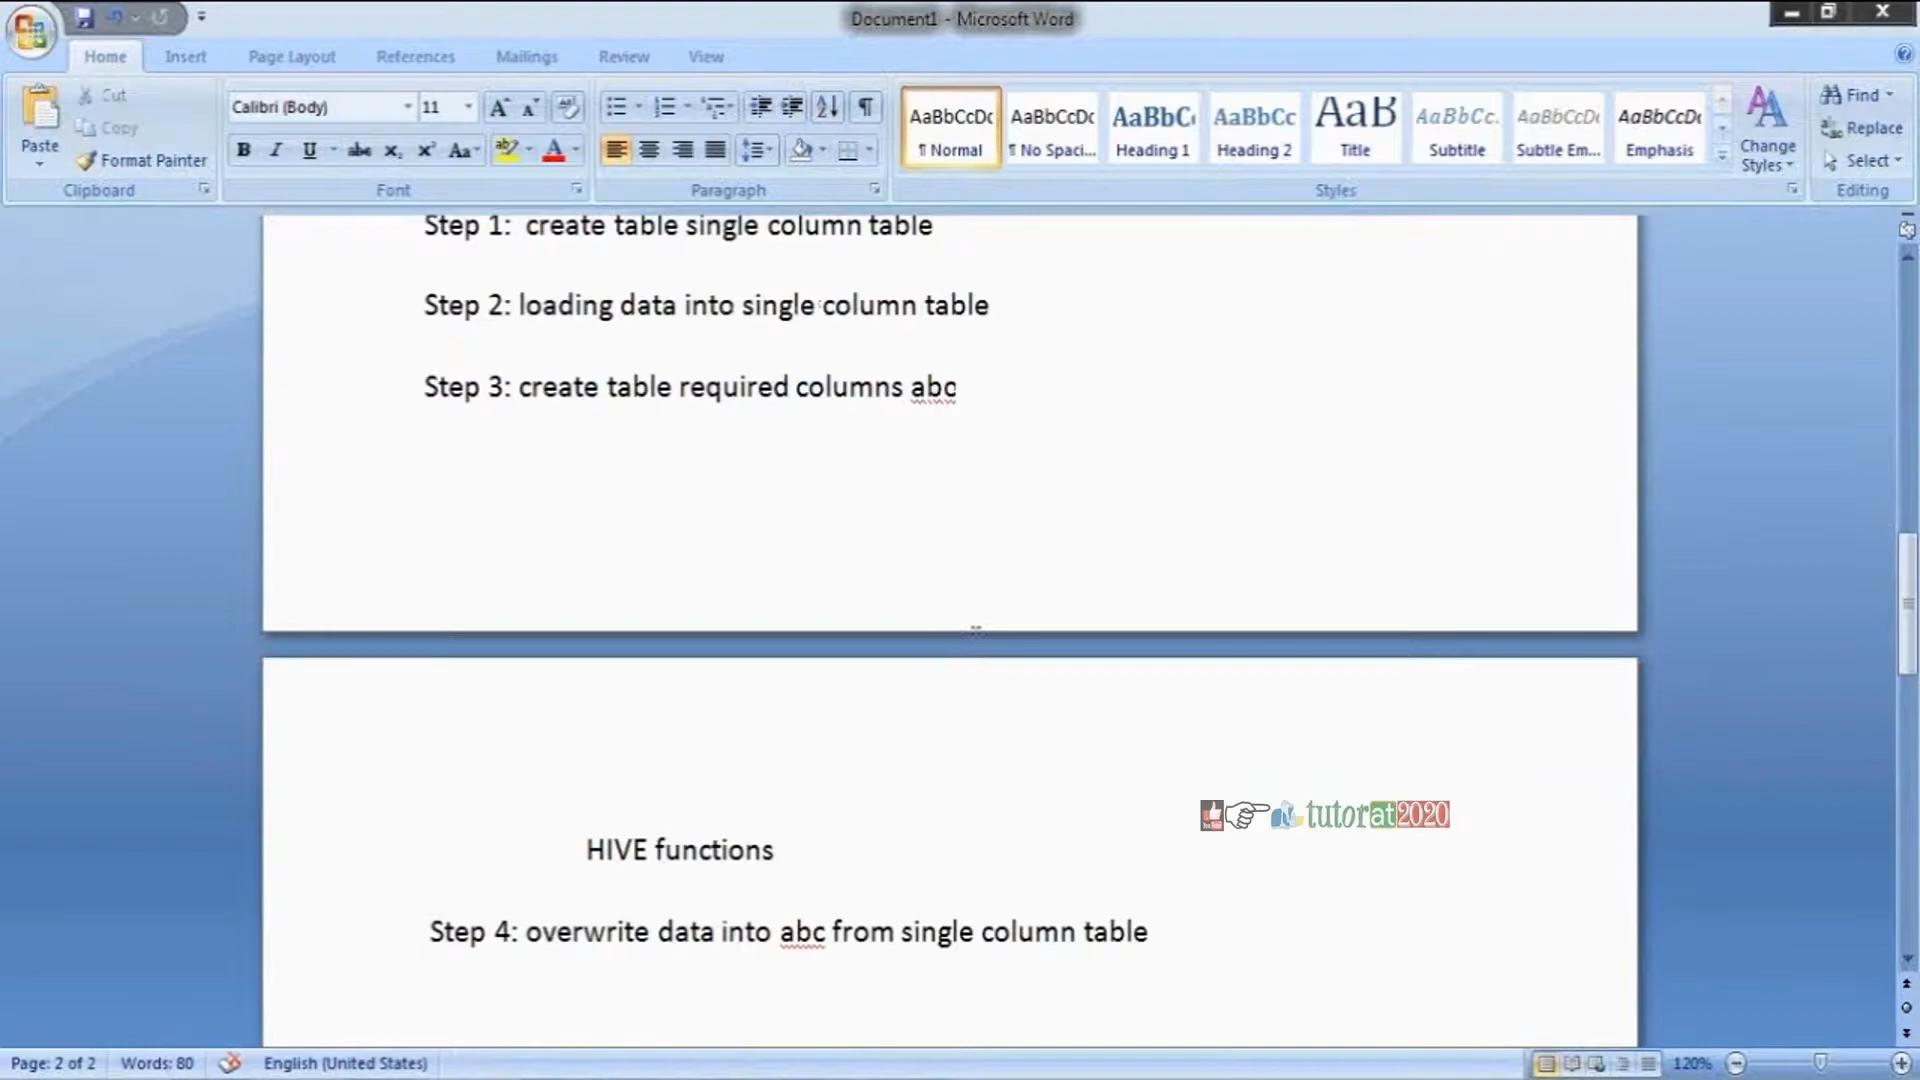 Document1 - Microsoft Word
Home Insert Page Layout References Mailings Review View
Paste
Cut
Copy
Format Painter
Clipboard
Calibri (Body) 11
Font
Paragraph
AaBbCcDc AaBbCcDc AaBbC AaBbCc AaB AaBbCc. AaBbCcDi AaBbCcDt
¶ Normal ¶ No Spaci... Heading 1 Heading 2 Title Subtitle Subtle Em... Emphasis
Change Styles
Styles
Find
Replace
Select
Editing
Step 1: create table single column table
Step 2: loading data into single column table
Step 3: create table required columns abc
tutorat2020
HIVE functions
Step 4: overwrite data into abc from single column table
Page: 2 of 2 Words: 80 English (United States) 120%